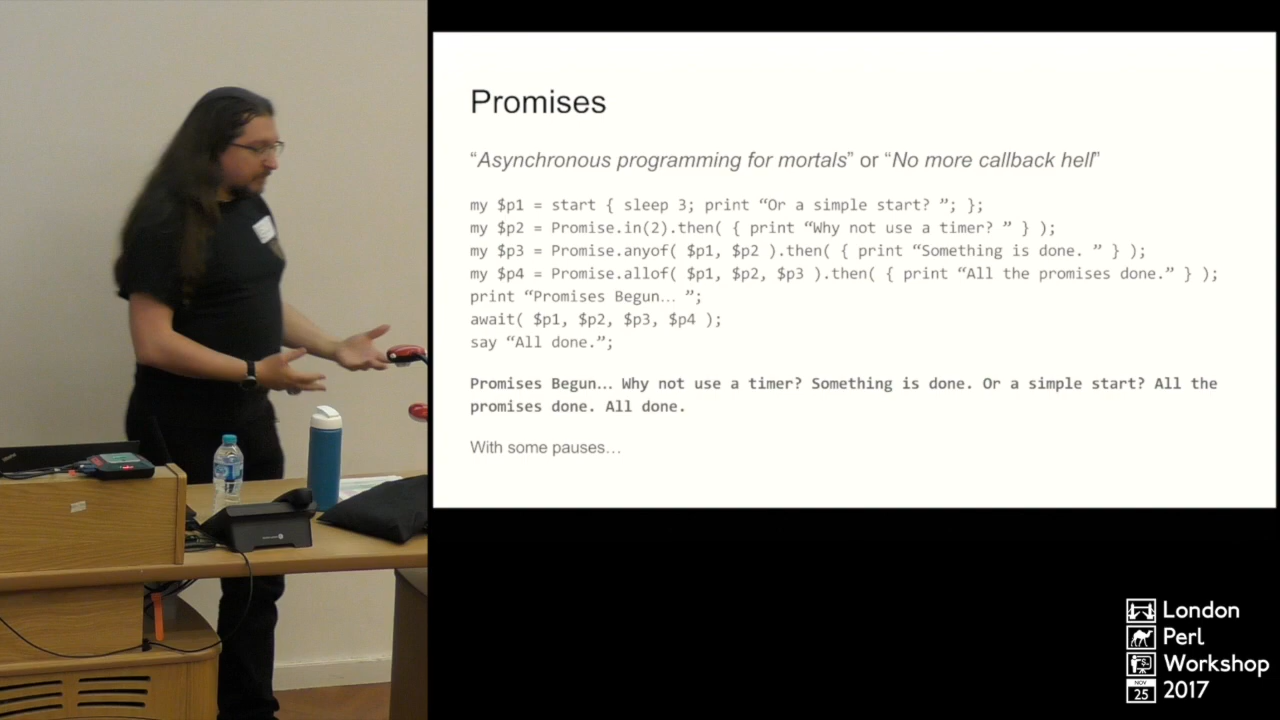 Promises
“Asynchronous programming for mortals” or “No more callback hell”
my $p1 = start { sleep 3; print “Or a simple start? ”; };
my $p2 = Promise.in(2).then( { print “Why not use a timer? ” } );
my $p3 = Promise.anyof( $p1, $p2 ).then( { print “Something is done. ” } );
my $p4 = Promise.allof( $p1, $p2, $p3 ).then( { print “All the promises done.” } );
print “Promises Begun… ”;
await( $p1, $p2, $p3, $p4 );
say “All done.”;
Promises Begun… Why not use a timer? Something is done. Or a simple start? All the
promises done. All done.
With some pauses…
London
Perl
Workshop
NOV
25
2017